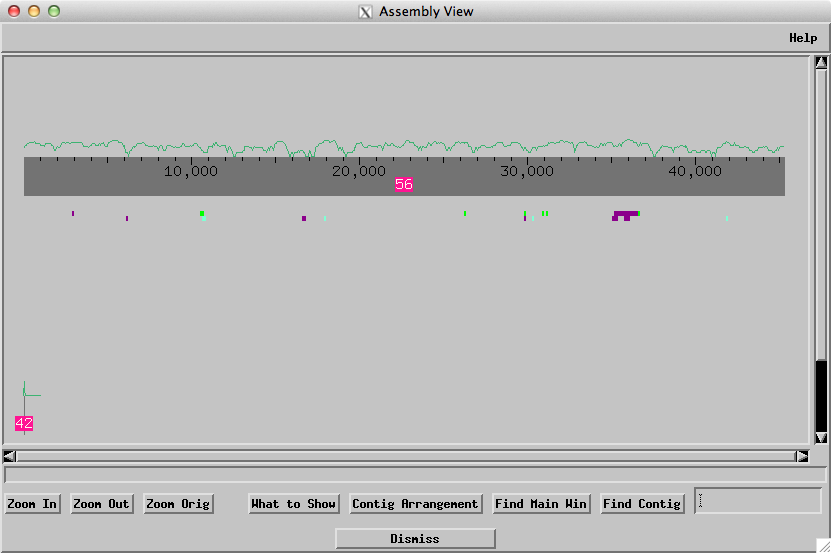 Assembly View
Help
10,000 20,000 30,000 40,000
56
42
Zoom In Zoom Out Zoom Orig What to Show Contig Arrangement Find Main Win Find Contig
Dismiss